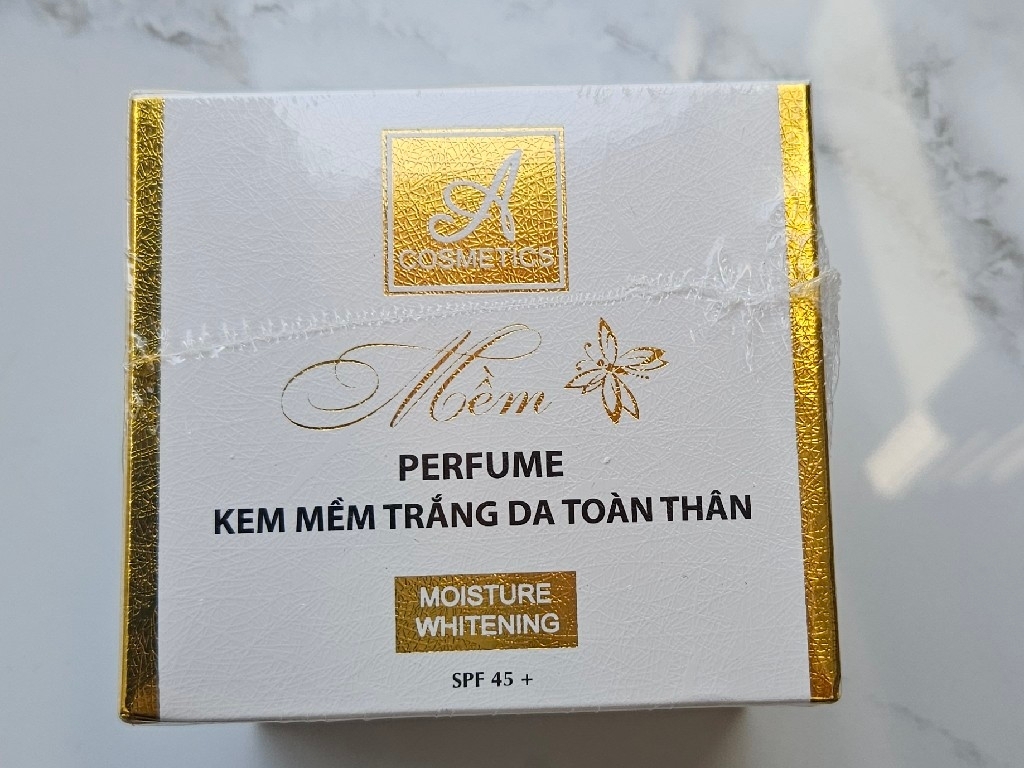 A
COSMETICS
Mềm
PERFUME
KEM MỀM TRẮNG DA TOÀN THÂN
MOISTURE
WHITENING
SPF 45 +